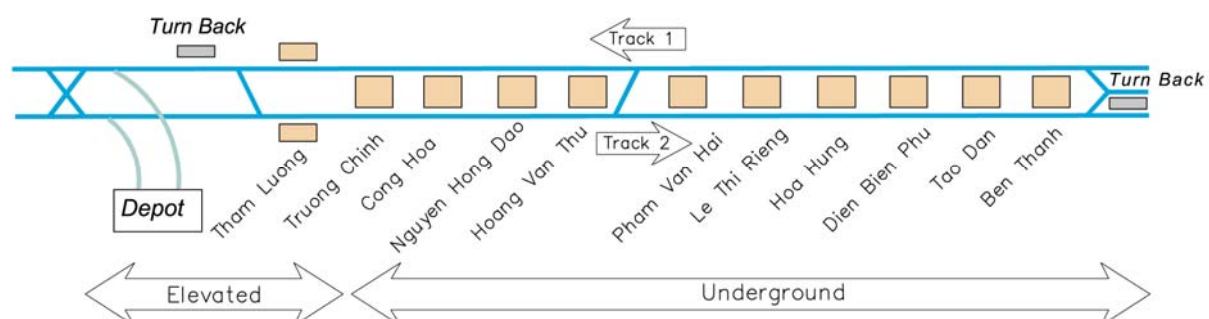 Turn Back
Track 1
Turn Back
Track 2
Depot
Tham Luong
Truong Chinh
Cong Hoa
Nguyen Hong Dao
Hoang Van Thu
Pham Van Hai
Le Thi Rieng
Hoa Hung
Dien Bien Phu
Tao Dan
Ben Thanh
Elevated
Underground